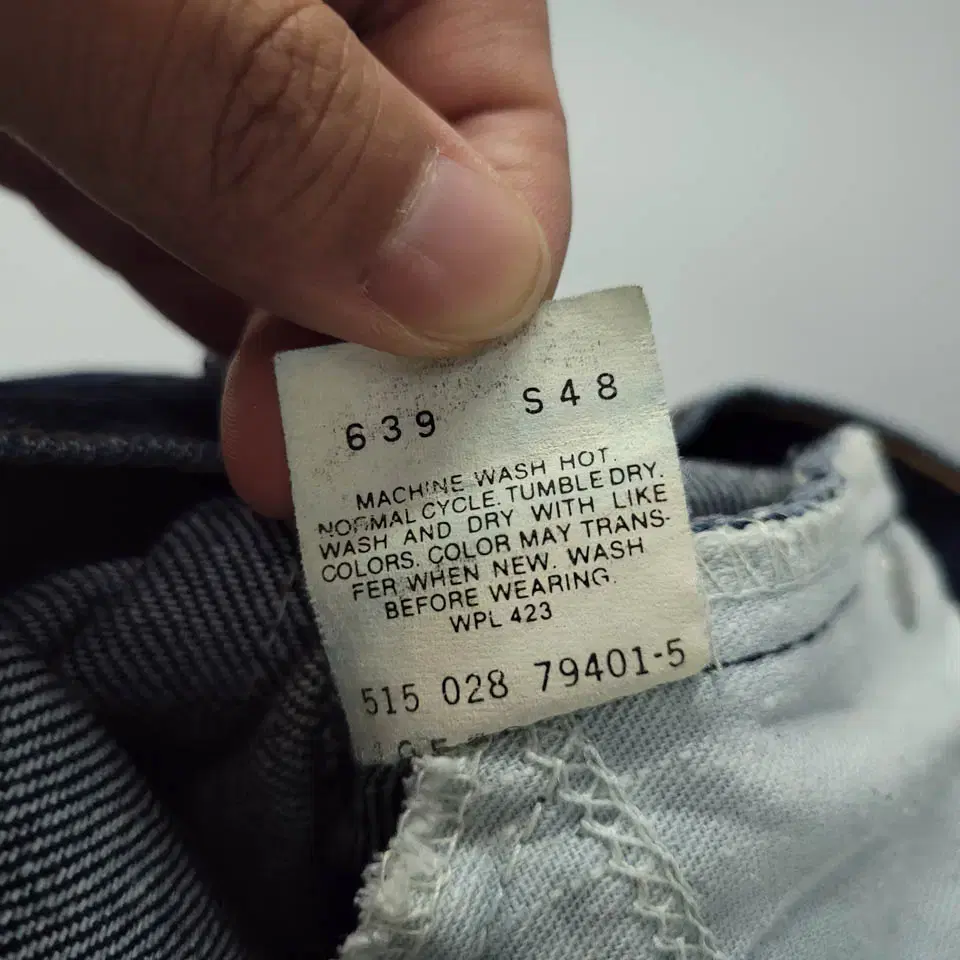 639 S48
MACHINE WASH HOT.
NORMAL CYCLE. TUMBLE DRY.
WASH AND DRY WITH LIKE
COLORS. COLOR MAY TRANS-
FER WHEN NEW. WASH
BEFORE WEARING.
WPL 423
515 028 79401-5